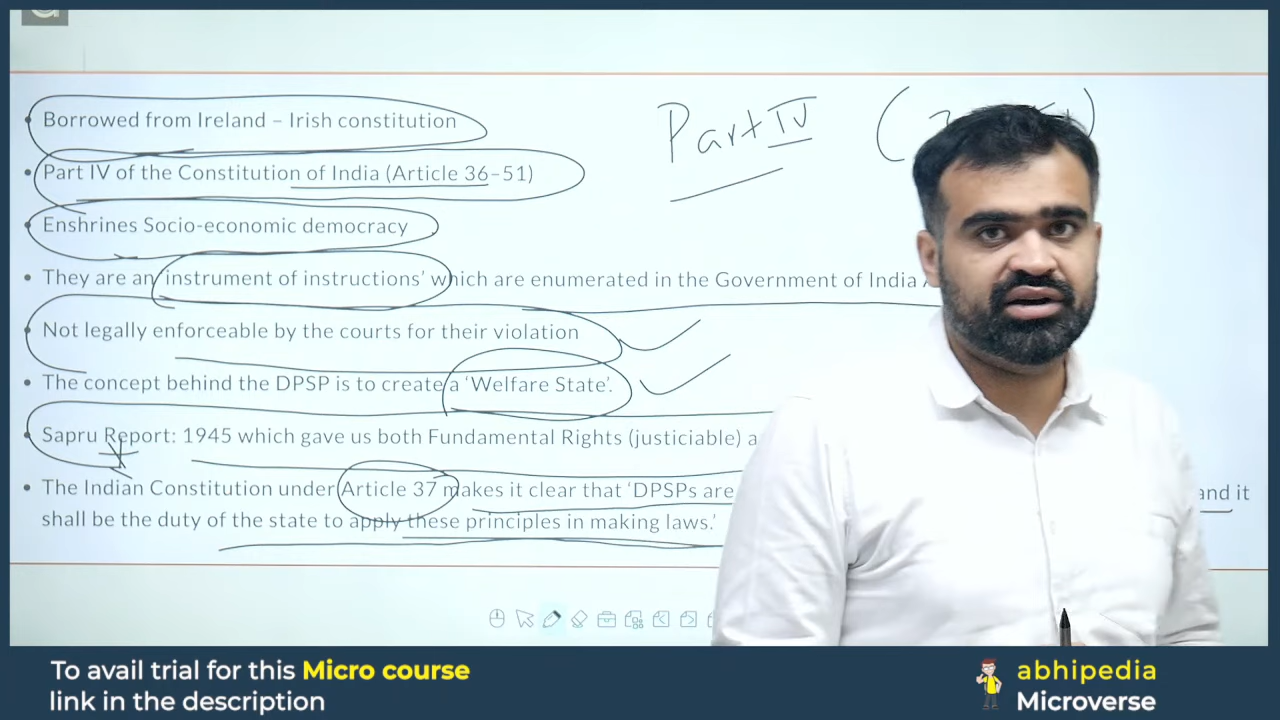 Borrowed from Ireland – Irish constitution
Part IV
• Part IV of the Constitution of India (Article 36–51)
Enshrines Socio-economic democracy
• They are an 'instrument of instructions' which are enumerated in the Government of India
Not legally enforceable by the courts for their violation
• The concept behind the DPSP is to create a 'Welfare State'.
Sapru Report: 1945 which gave us both Fundamental Rights (justiciable) a
• The Indian Constitution under Article 37 makes it clear that 'DPSPs are and it
shall be the duty of the state to apply these principles in making laws.'
To avail trial for this Micro course
link in the description
abhipedia
Microverse